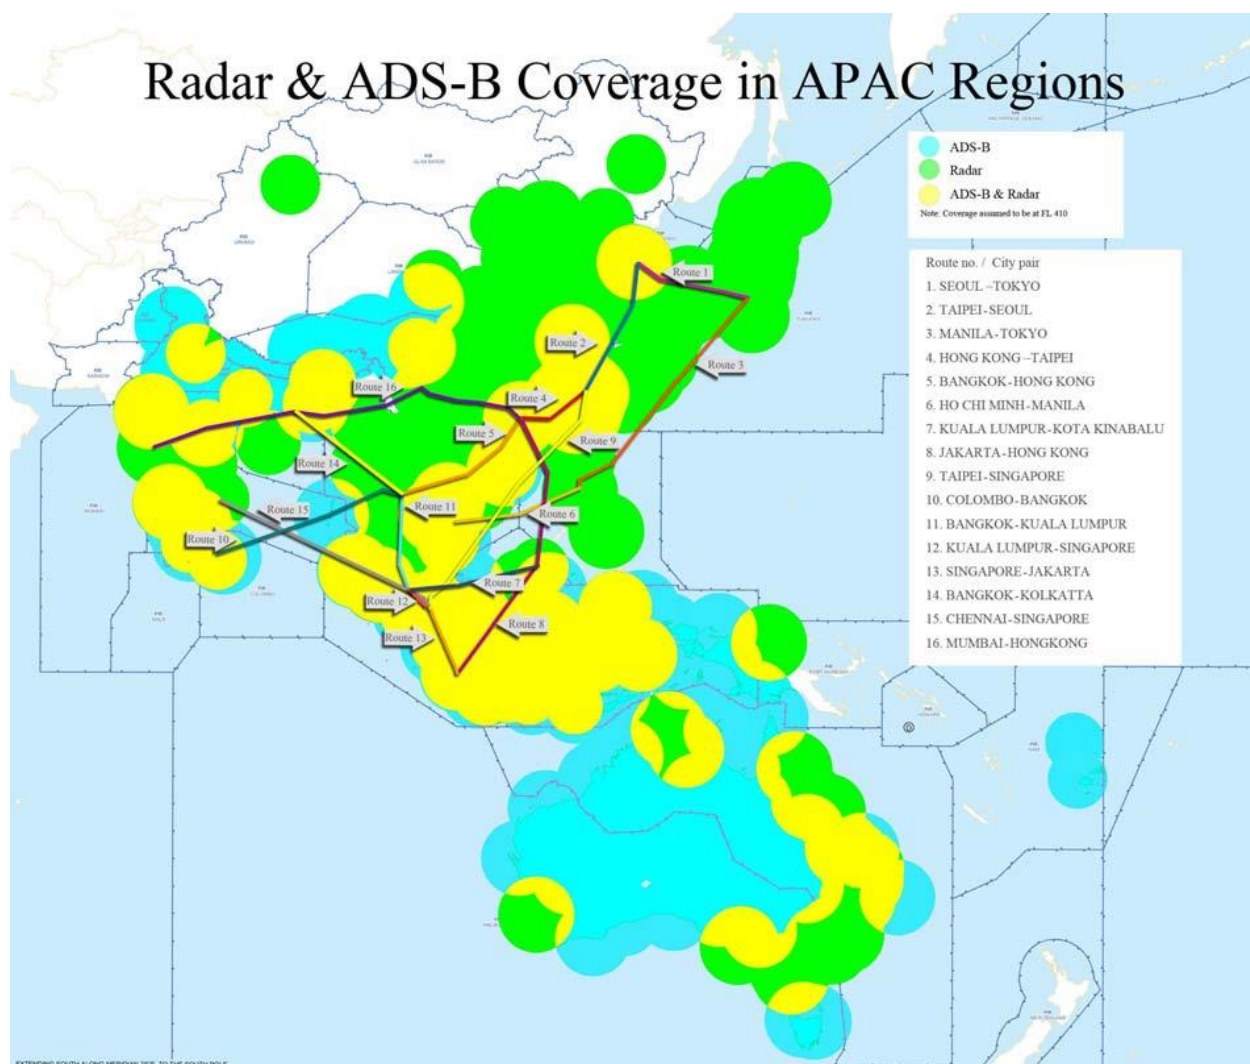 Radar & ADS-B Coverage in APAC Regions
ADS-B
Radar
ADS-B & Radar
Note: Coverage assumed to be at FL 410
Route no. / City pair
1. SEOUL –TOKYO
2. TAIPEI-SEOUL
3. MANILA-TOKYO
4. HONG KONG –TAIPEI
5. BANGKOK-HONG KONG
6. HO CHI MINH-MANILA
7. KUALA LUMPUR-KOTA KINABALU
8. JAKARTA-HONG KONG
9. TAIPEI-SINGAPORE
10. COLOMBO-BANGKOK
11. BANGKOK-KUALA LUMPUR
12. KUALA LUMPUR-SINGAPORE
13. SINGAPORE-JAKARTA
14. BANGKOK-KOLKATTA
15. CHENNAI-SINGAPORE
16. MUMBAI-HONGKONG
Route 1
Route 2
Route 3
Route 16
Route 4
Route 5
Route 9
Route 14
Route 15
Route 11
Route 6
Route 10
Route 7
Route 12
Route 8
Route 13